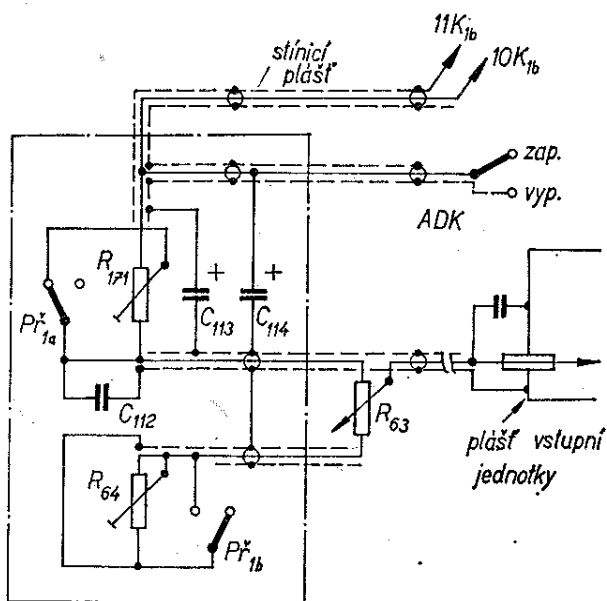 11K1b
10K1b
stínicí
plášť
zap.
vyp.
ADK
R171
C113
C114
Př1a
C112
R63
R64
Př1b
plášť vstupní
jednotky